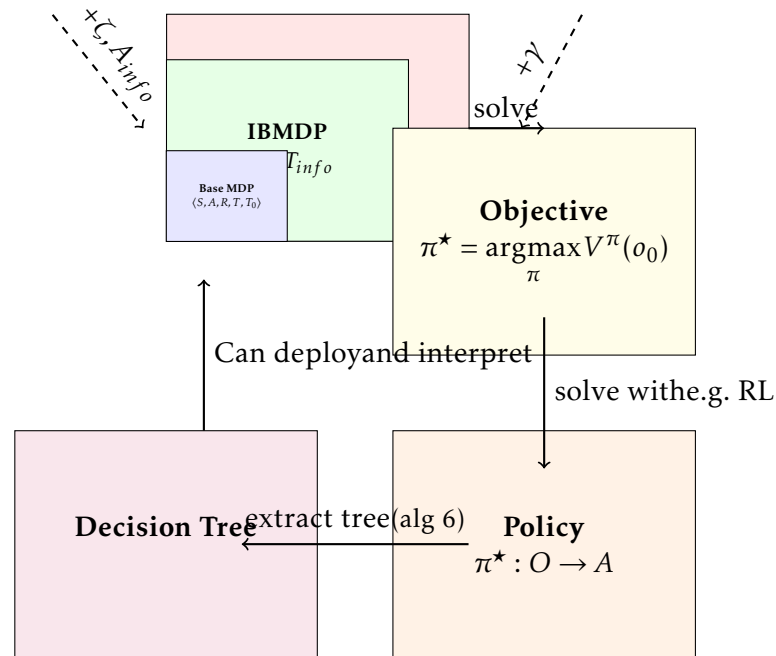 +ζ, A_info
+γ
solve
IBMDP
T_info
Base MDP
⟨S, A, R, T, T_0⟩
Objective
π⋆ = argmax V^π(o_0)
π
Can deployand interpret
solve withe.g. RL
Decision Tree
extract tree(alg 6)
Policy
π⋆ : O → A